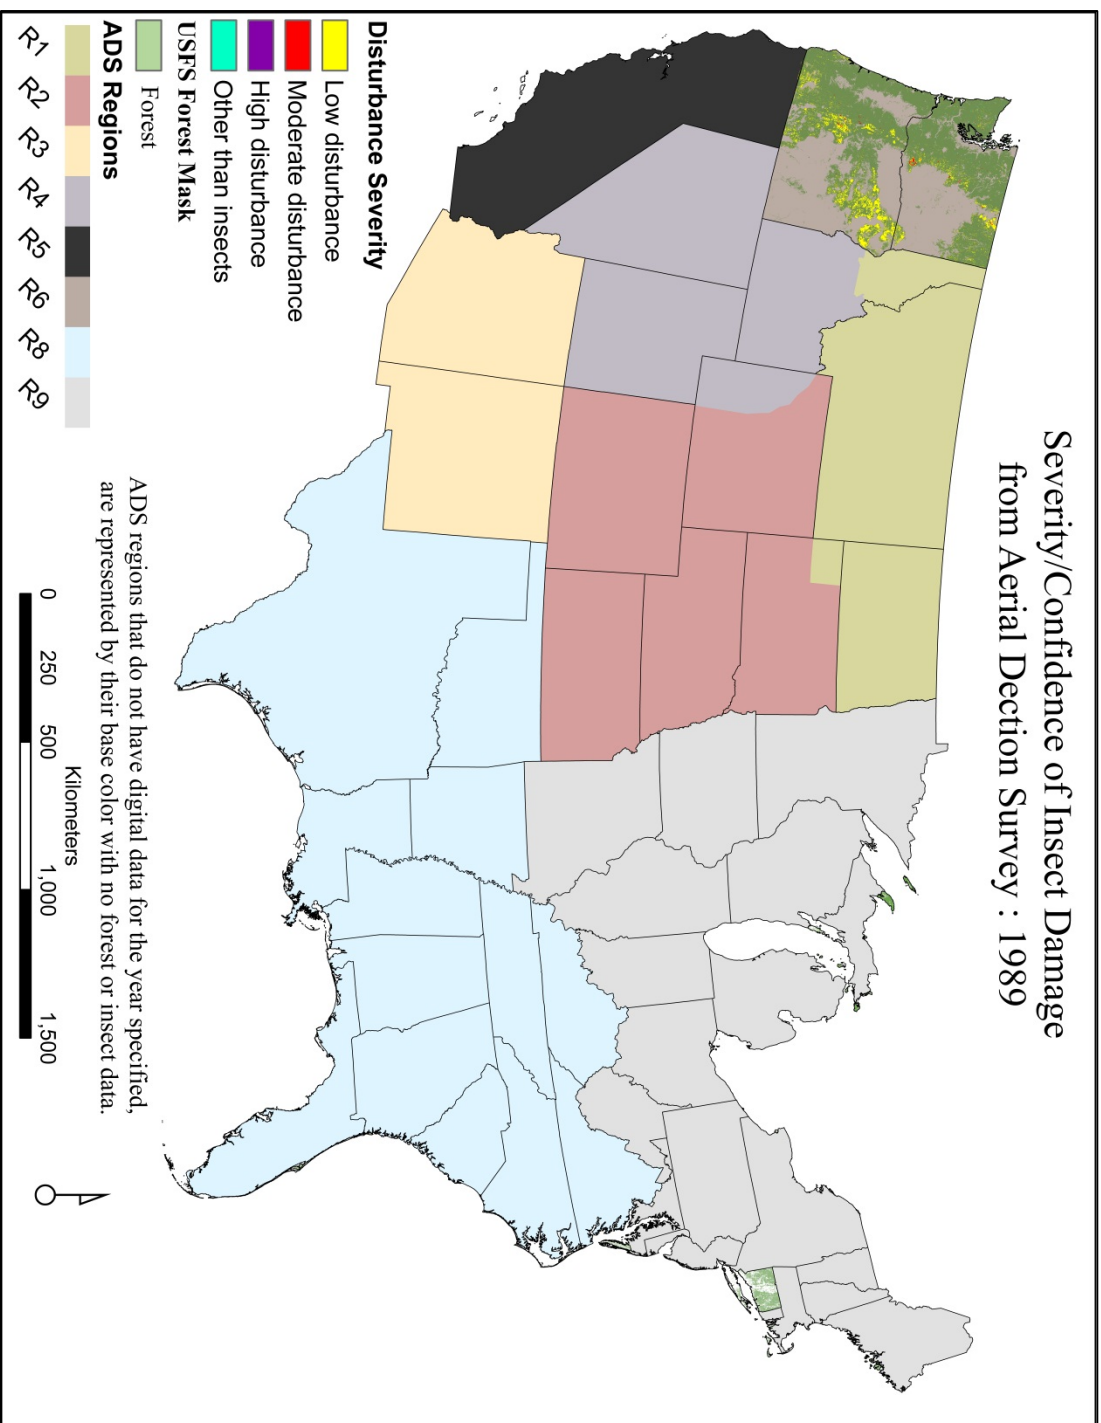 Severity/Confidence of Insect Damage
from Aerial Dection Survey : 1989
Disturbance Severity
Low disturbance
Moderate disturbance
High disturbance
Other than insects
USFS Forest Mask
Forest
ADS Regions
R1 R2 R3 R4 R5 R6 R8 R9
ADS regions that do not have digital data for the year specified,
are represented by their base color with no forest or insect data.
0 250 500 1,000 1,500
Kilometers